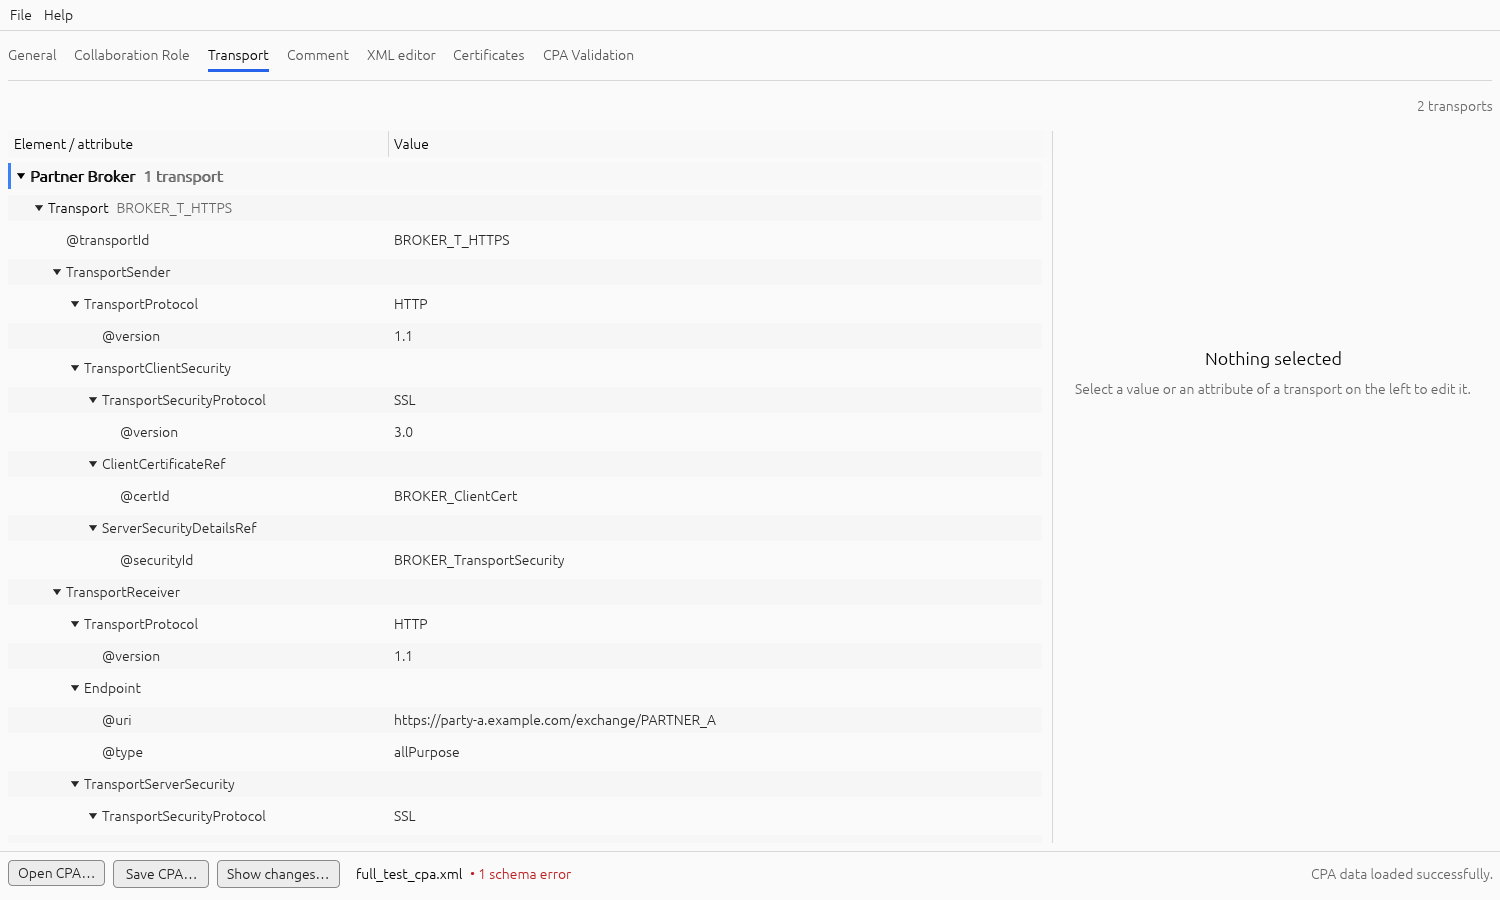 File Help
General Collaboration Role Transport Comment XML editor Certificates CPA Validation
2 transports
Element / attribute Value
Partner Broker 1 transport
Transport BROKER_T_HTTPS
@transportId BROKER_T_HTTPS
TransportSender
TransportProtocol HTTP
@version 1.1
TransportClientSecurity
TransportSecurityProtocol SSL
@version 3.0
ClientCertificateRef
@certId BROKER_ClientCert
ServerSecurityDetailsRef
@securityId BROKER_TransportSecurity
TransportReceiver
TransportProtocol HTTP
@version 1.1
Endpoint
@uri https://party-a.example.com/exchange/PARTNER_A
@type allPurpose
TransportServerSecurity
TransportSecurityProtocol SSL
Nothing selected
Select a value or an attribute of a transport on the left to edit it.
Open CPA... Save CPA... Show changes... full_test_cpa.xml • 1 schema error CPA data loaded successfully.